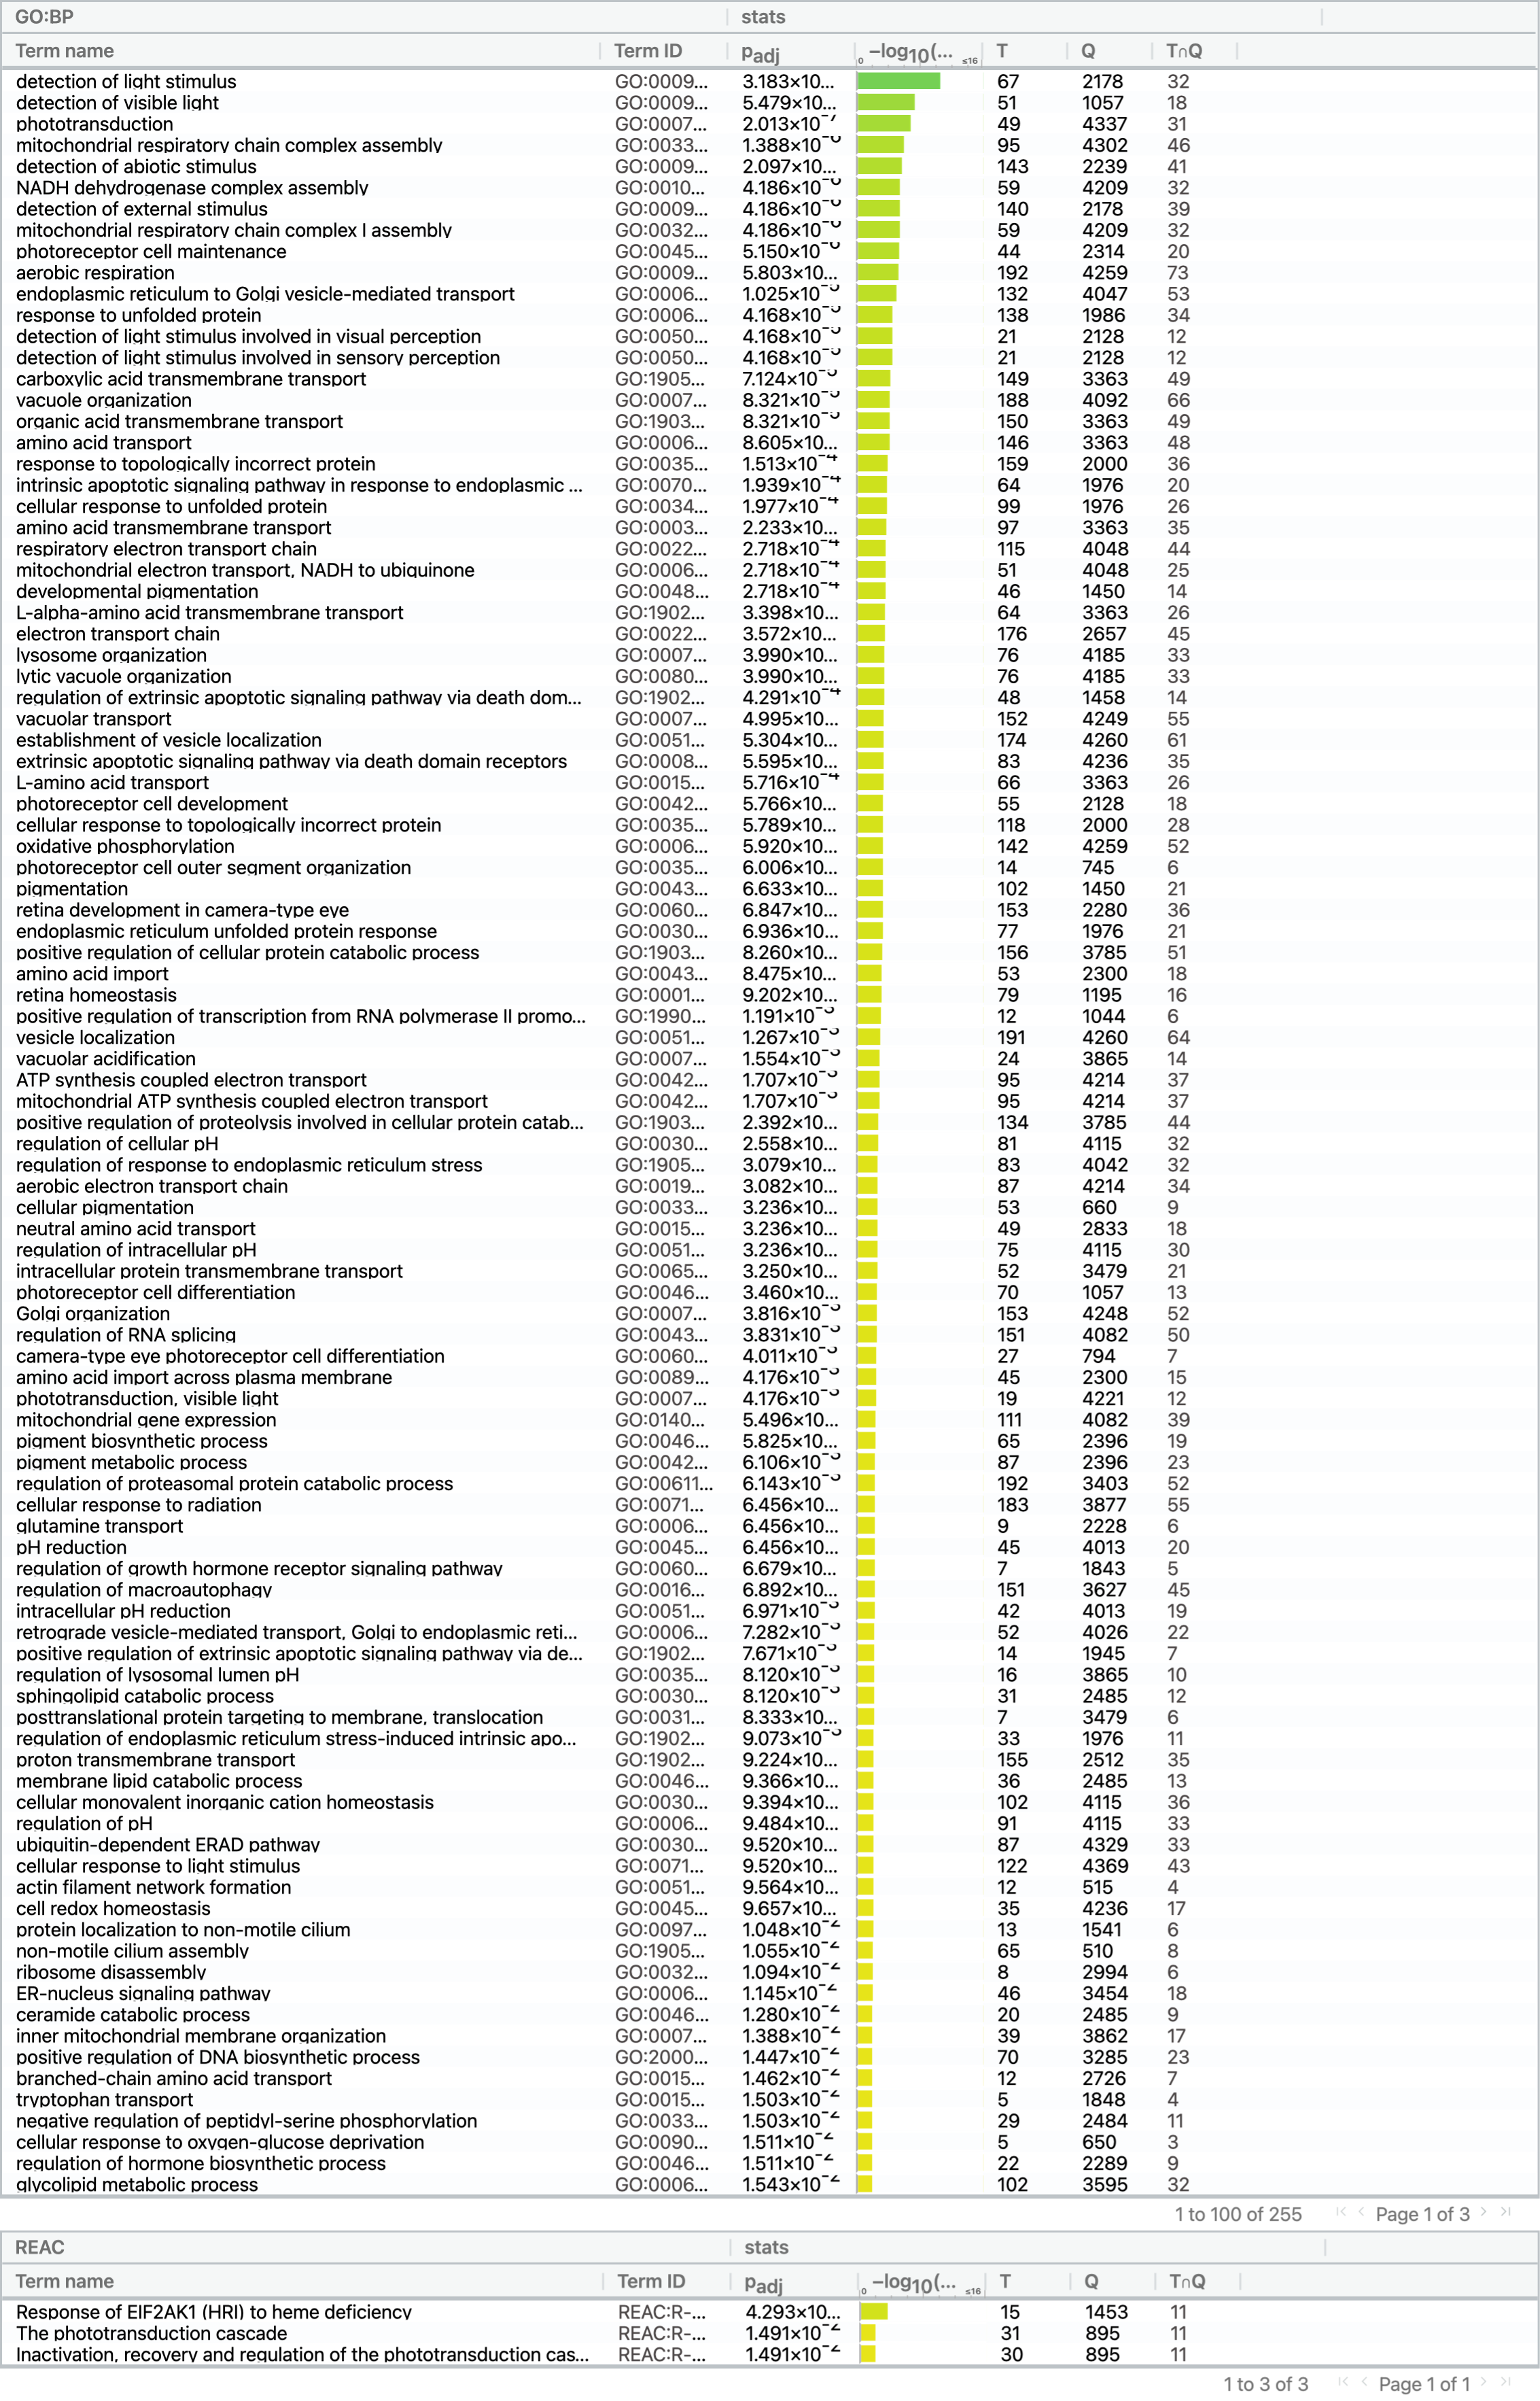 GO:BP stats
Term name Term ID padj −log10(... T Q T∩Q
0 ≤16
detection of light stimulus GO:0009... 3.183×10... 67 2178 32
detection of visible light GO:0009... 5.479×10... 51 1057 18
phototransduction GO:0007... 2.013×10⁻⁷ 49 4337 31
mitochondrial respiratory chain complex assembly GO:0033... 1.388×10⁻⁶ 95 4302 46
detection of abiotic stimulus GO:0009... 2.097×10... 143 2239 41
NADH dehydrogenase complex assembly GO:0010... 4.186×10⁻⁶ 59 4209 32
detection of external stimulus GO:0009... 4.186×10⁻⁶ 140 2178 39
mitochondrial respiratory chain complex I assembly GO:0032... 4.186×10⁻⁶ 59 4209 32
photoreceptor cell maintenance GO:0045... 5.150×10⁻⁶ 44 2314 20
aerobic respiration GO:0009... 5.803×10... 192 4259 73
endoplasmic reticulum to Golgi vesicle-mediated transport GO:0006... 1.025×10⁻⁵ 132 4047 53
response to unfolded protein GO:0006... 4.168×10⁻⁵ 138 1986 34
detection of light stimulus involved in visual perception GO:0050... 4.168×10⁻⁵ 21 2128 12
detection of light stimulus involved in sensory perception GO:0050... 4.168×10⁻⁵ 21 2128 12
carboxylic acid transmembrane transport GO:1905... 7.124×10⁻⁵ 149 3363 49
vacuole organization GO:0007... 8.321×10⁻⁵ 188 4092 66
organic acid transmembrane transport GO:1903... 8.321×10⁻⁵ 150 3363 49
amino acid transport GO:0006... 8.605×10... 146 3363 48
response to topologically incorrect protein GO:0035... 1.513×10⁻⁴ 159 2000 36
intrinsic apoptotic signaling pathway in response to endoplasmic ... GO:0070... 1.939×10⁻⁴ 64 1976 20
cellular response to unfolded protein GO:0034... 1.977×10⁻⁴ 99 1976 26
amino acid transmembrane transport GO:0003... 2.233×10... 97 3363 35
respiratory electron transport chain GO:0022... 2.718×10⁻⁴ 115 4048 44
mitochondrial electron transport, NADH to ubiquinone GO:0006... 2.718×10⁻⁴ 51 4048 25
developmental pigmentation GO:0048... 2.718×10⁻⁴ 46 1450 14
L-alpha-amino acid transmembrane transport GO:1902... 3.398×10... 64 3363 26
electron transport chain GO:0022... 3.572×10... 176 2657 45
lysosome organization GO:0007... 3.990×10... 76 4185 33
lytic vacuole organization GO:0080... 3.990×10... 76 4185 33
regulation of extrinsic apoptotic signaling pathway via death dom... GO:1902... 4.291×10⁻⁴ 48 1458 14
vacuolar transport GO:0007... 4.995×10... 152 4249 55
establishment of vesicle localization GO:0051... 5.304×10... 174 4260 61
extrinsic apoptotic signaling pathway via death domain receptors GO:0008... 5.595×10... 83 4236 35
L-amino acid transport GO:0015... 5.716×10⁻⁴ 66 3363 26
photoreceptor cell development GO:0042... 5.766×10... 55 2128 18
cellular response to topologically incorrect protein GO:0035... 5.789×10... 118 2000 28
oxidative phosphorylation GO:0006... 5.920×10... 142 4259 52
photoreceptor cell outer segment organization GO:0035... 6.006×10... 14 745 6
pigmentation GO:0043... 6.633×10... 102 1450 21
retina development in camera-type eye GO:0060... 6.847×10... 153 2280 36
endoplasmic reticulum unfolded protein response GO:0030... 6.936×10... 77 1976 21
positive regulation of cellular protein catabolic process GO:1903... 8.260×10... 156 3785 51
amino acid import GO:0043... 8.475×10... 53 2300 18
retina homeostasis GO:0001... 9.202×10... 79 1195 16
positive regulation of transcription from RNA polymerase II promo... GO:1990... 1.191×10⁻³ 12 1044 6
vesicle localization GO:0051... 1.267×10⁻³ 191 4260 64
vacuolar acidification GO:0007... 1.554×10⁻³ 24 3865 14
ATP synthesis coupled electron transport GO:0042... 1.707×10⁻³ 95 4214 37
mitochondrial ATP synthesis coupled electron transport GO:0042... 1.707×10⁻³ 95 4214 37
positive regulation of proteolysis involved in cellular protein catab... GO:1903... 2.392×10... 134 3785 44
regulation of cellular pH GO:0030... 2.558×10... 81 4115 32
regulation of response to endoplasmic reticulum stress GO:1905... 3.079×10... 83 4042 32
aerobic electron transport chain GO:0019... 3.082×10... 87 4214 34
cellular pigmentation GO:0033... 3.236×10... 53 660 9
neutral amino acid transport GO:0015... 3.236×10... 49 2833 18
regulation of intracellular pH GO:0051... 3.236×10... 75 4115 30
intracellular protein transmembrane transport GO:0065... 3.250×10... 52 3479 21
photoreceptor cell differentiation GO:0046... 3.460×10... 70 1057 13
Golgi organization GO:0007... 3.816×10⁻³ 153 4248 52
regulation of RNA splicing GO:0043... 3.831×10⁻³ 151 4082 50
camera-type eye photoreceptor cell differentiation GO:0060... 4.011×10⁻³ 27 794 7
amino acid import across plasma membrane GO:0089... 4.176×10⁻³ 45 2300 15
phototransduction, visible light GO:0007... 4.176×10⁻³ 19 4221 12
mitochondrial gene expression GO:0140... 5.496×10... 111 4082 39
pigment biosynthetic process GO:0046... 5.825×10... 65 2396 19
pigment metabolic process GO:0042... 6.106×10⁻³ 87 2396 23
regulation of proteasomal protein catabolic process GO:00611... 6.143×10⁻³ 192 3403 52
cellular response to radiation GO:0071... 6.456×10... 183 3877 55
glutamine transport GO:0006... 6.456×10... 9 2228 6
pH reduction GO:0045... 6.456×10... 45 4013 20
regulation of growth hormone receptor signaling pathway GO:0060... 6.679×10... 7 1843 5
regulation of macroautophagy GO:0016... 6.892×10... 151 3627 45
intracellular pH reduction GO:0051... 6.971×10⁻³ 42 4013 19
retrograde vesicle-mediated transport, Golgi to endoplasmic reti... GO:0006... 7.282×10⁻³ 52 4026 22
positive regulation of extrinsic apoptotic signaling pathway via de... GO:1902... 7.671×10⁻³ 14 1945 7
regulation of lysosomal lumen pH GO:0035... 8.120×10⁻³ 16 3865 10
sphingolipid catabolic process GO:0030... 8.120×10⁻³ 31 2485 12
posttranslational protein targeting to membrane, translocation GO:0031... 8.333×10... 7 3479 6
regulation of endoplasmic reticulum stress-induced intrinsic apo... GO:1902... 9.073×10⁻³ 33 1976 11
proton transmembrane transport GO:1902... 9.224×10... 155 2512 35
membrane lipid catabolic process GO:0046... 9.366×10... 36 2485 13
cellular monovalent inorganic cation homeostasis GO:0030... 9.394×10... 102 4115 36
regulation of pH GO:0006... 9.484×10... 91 4115 33
ubiquitin-dependent ERAD pathway GO:0030... 9.520×10... 87 4329 33
cellular response to light stimulus GO:0071... 9.520×10... 122 4369 43
actin filament network formation GO:0051... 9.564×10... 12 515 4
cell redox homeostasis GO:0045... 9.657×10... 35 4236 17
protein localization to non-motile cilium GO:0097... 1.048×10⁻² 13 1541 6
non-motile cilium assembly GO:1905... 1.055×10⁻² 65 510 8
ribosome disassembly GO:0032... 1.094×10⁻² 8 2994 6
ER-nucleus signaling pathway GO:0006... 1.145×10⁻² 46 3454 18
ceramide catabolic process GO:0046... 1.280×10⁻² 20 2485 9
inner mitochondrial membrane organization GO:0007... 1.388×10⁻² 39 3862 17
positive regulation of DNA biosynthetic process GO:2000... 1.447×10⁻² 70 3285 23
branched-chain amino acid transport GO:0015... 1.462×10⁻² 12 2726 7
tryptophan transport GO:0015... 1.503×10⁻² 5 1848 4
negative regulation of peptidyl-serine phosphorylation GO:0033... 1.503×10⁻² 29 2484 11
cellular response to oxygen-glucose deprivation GO:0090... 1.511×10⁻² 5 650 3
regulation of hormone biosynthetic process GO:0046... 1.511×10⁻² 22 2289 9
glycolipid metabolic process GO:0006... 1.543×10⁻² 102 3595 32
1 to 100 of 255 Page 1 of 3
REAC stats
Term name Term ID padj −log10(... T Q T∩Q
0 ≤16
Response of EIF2AK1 (HRI) to heme deficiency REAC:R-... 4.293×10... 15 1453 11
The phototransduction cascade REAC:R-... 1.491×10⁻² 31 895 11
Inactivation, recovery and regulation of the phototransduction cas... REAC:R-... 1.491×10⁻² 30 895 11
1 to 3 of 3 Page 1 of 1